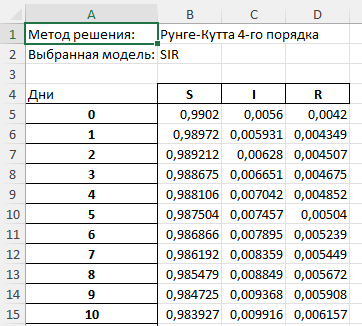 A B C D
1 Метод решения: Рунге-Кутта 4-го порядка
2 Выбранная модель: SIR
3
4 Дни S I R
5 0 0,9902 0,0056 0,0042
6 1 0,98972 0,005931 0,004349
7 2 0,989212 0,00628 0,004507
8 3 0,988675 0,006651 0,004675
9 4 0,988106 0,007042 0,004852
10 5 0,987504 0,007457 0,00504
11 6 0,986866 0,007895 0,005239
12 7 0,986192 0,008359 0,005449
13 8 0,985479 0,008849 0,005672
14 9 0,984725 0,009368 0,005908
15 10 0,983927 0,009916 0,006157